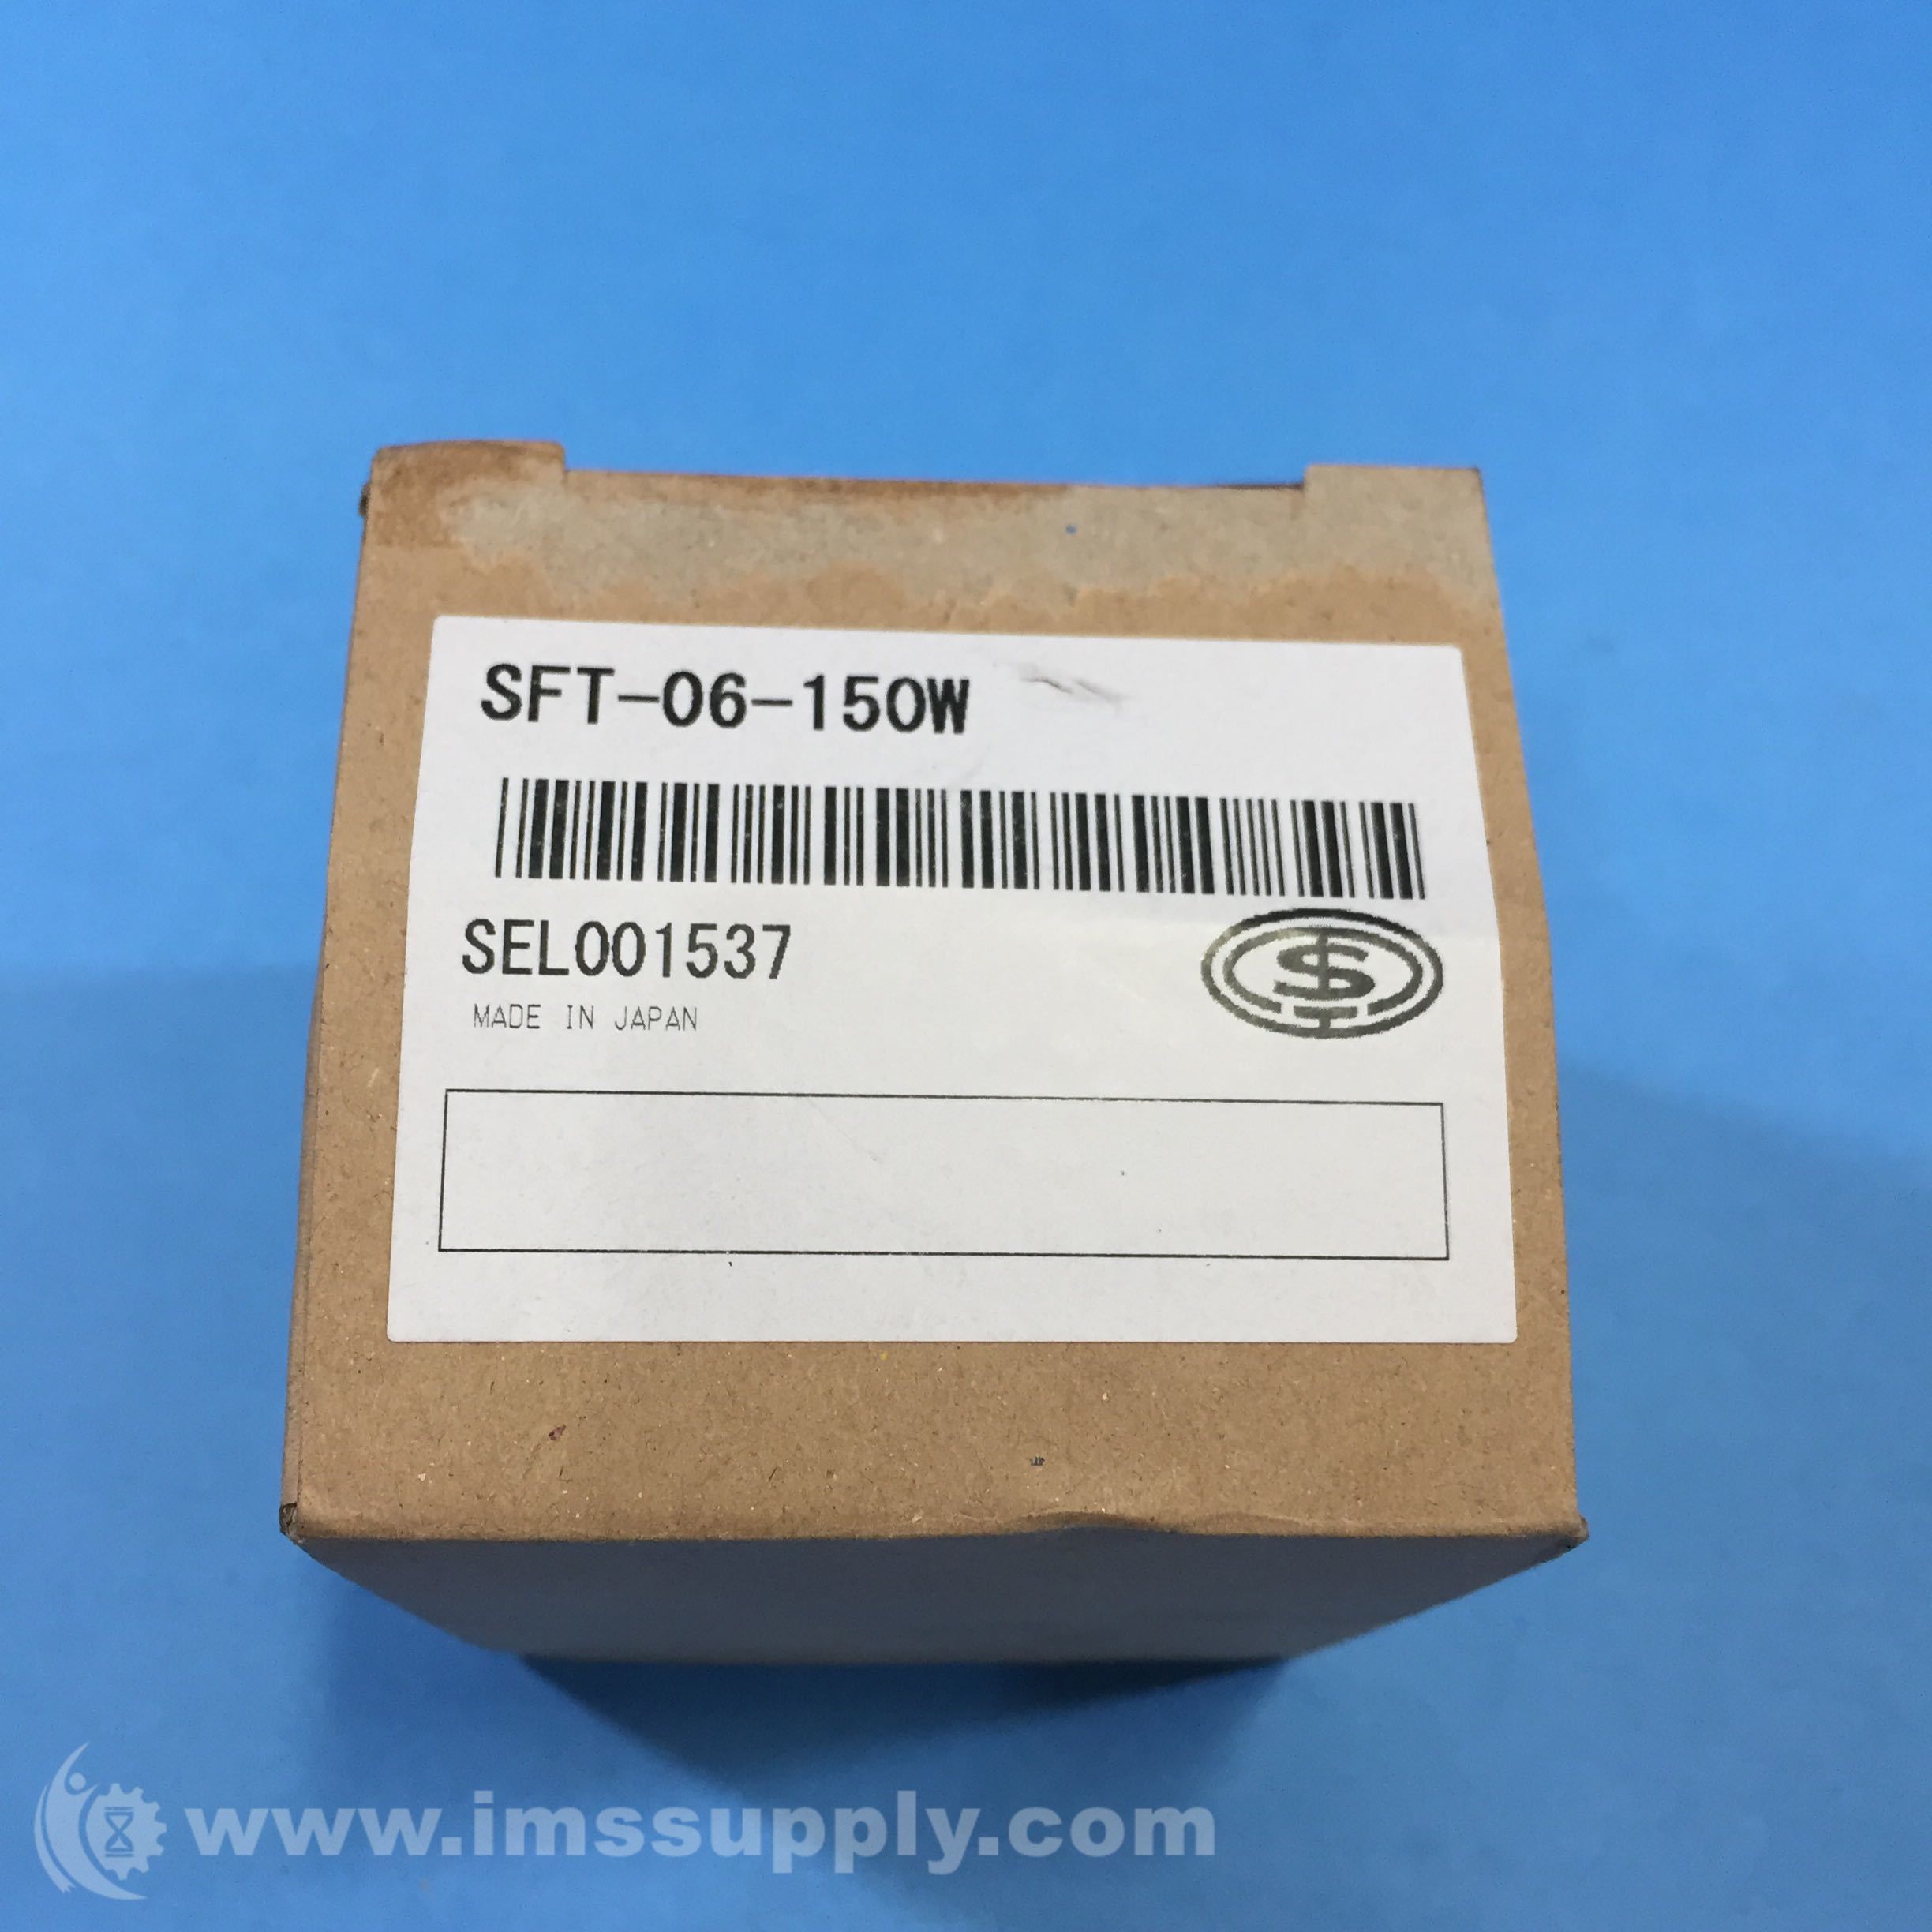 SFT-06-150W
SEL001537
MADE IN JAPAN
www.imssupply.com